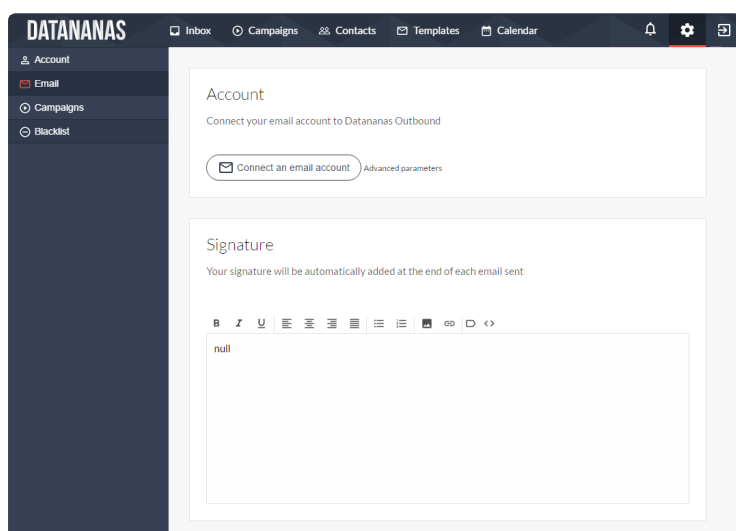 DATANANAS
Inbox Campaigns Contacts Templates Calendar
Account
Email
Campaigns
Blacklist
Account
Connect your email account to Datananas Outbound
Connect an email account Advanced parameters
Signature
Your signature will be automatically added at the end of each email sent
B I U
null